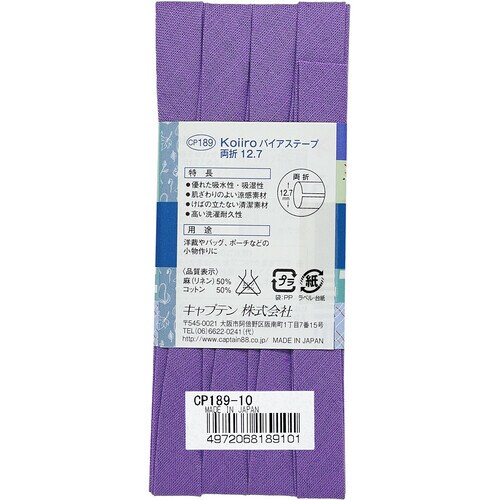 CP189 Koiiro バイアステープ
両折 12.7
特長
●優れた吸水性・吸湿性
●肌ざわりのよい涼感素材
●けばの立たない清潔素材
●高い洗濯耐久性
両折
12.7mm
用途
洋裁やバッグ、ポーチなどの
小物作りに
〈品質表示〉
麻(リネン) 50%
コットン 50%
プラ
袋:PP
紙
ラベル・台紙
キャプテン 株式会社
〒545-0021 大阪市阿倍野区阪南町1丁目7番15号
TEL(06)6622-0241(代)
http://www.captain88.co.jp/ MADE IN JAPAN
CP189-10
MADE IN JAPAN
4972068189101